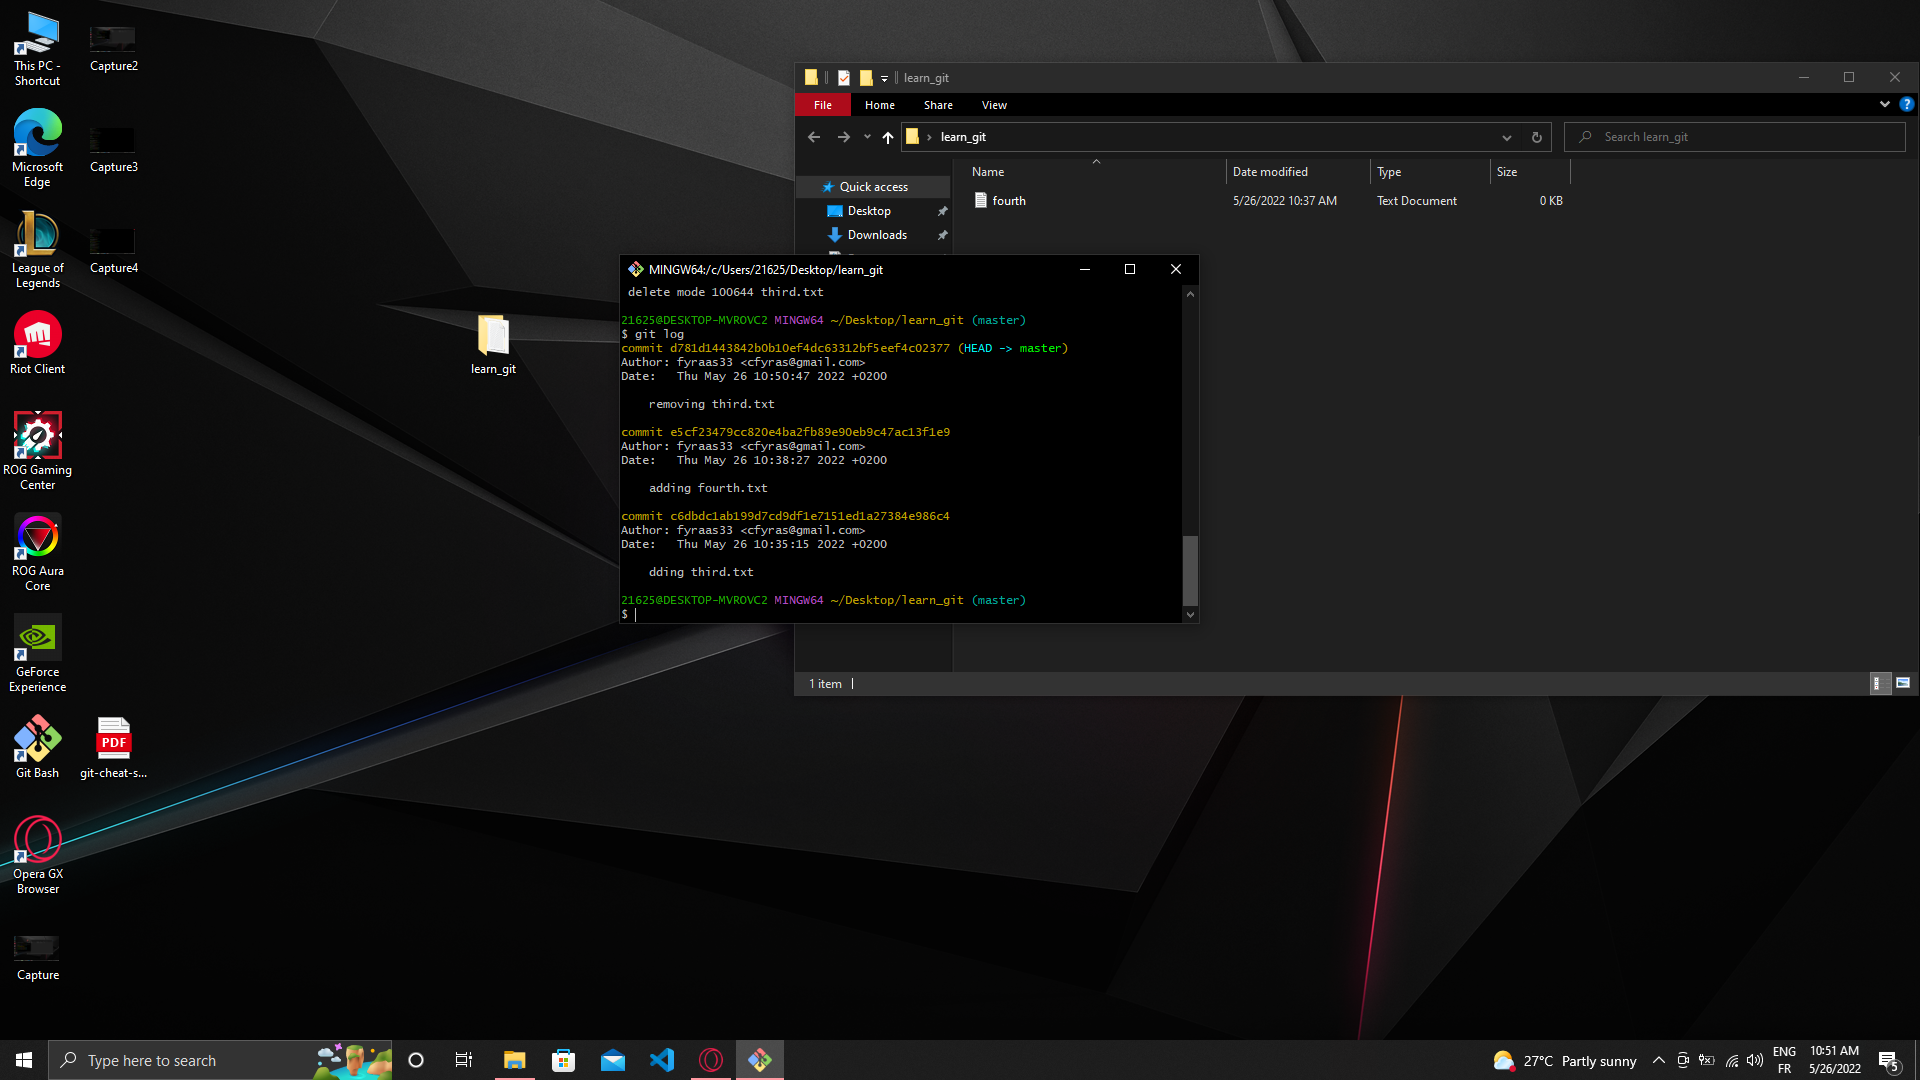 This PC -
Shortcut
Capture2
Microsoft
Edge
Capture3
League of
Legends
Capture4
Riot Client
learn_git
ROG Gaming
Center
ROG Aura
Core
GeForce
Experience
Git Bash
PDF
git-cheat-s...
Opera GX
Browser
Capture
learn_git
File Home Share View
?
learn_git
Search learn_git
Name Date modified Type Size
Quick access
Desktop
Downloads
fourth 5/26/2022 10:37 AM Text Document 0 KB
1 item
MINGW64:/c/Users/21625/Desktop/learn_git
delete mode 100644 third.txt
21625@DESKTOP-MVROVC2 MINGW64 ~/Desktop/learn_git (master)
$ git log
commit d781d1443842b0b10ef4dc63312bf5eef4c02377 (HEAD -> master)
Author: fyraas33 <cfyras@gmail.com>
Date:   Thu May 26 10:50:47 2022 +0200
removing third.txt
commit e5cf23479cc820e4ba2fb89e90eb9c47ac13f1e9
Author: fyraas33 <cfyras@gmail.com>
Date:   Thu May 26 10:38:27 2022 +0200
adding fourth.txt
commit c6dbdc1ab199d7cd9df1e7151ed1a27384e986c4
Author: fyraas33 <cfyras@gmail.com>
Date:   Thu May 26 10:35:15 2022 +0200
dding third.txt
21625@DESKTOP-MVROVC2 MINGW64 ~/Desktop/learn_git (master)
$
Type here to search
27°C Partly sunny
ENG
FR
10:51 AM
5/26/2022
5